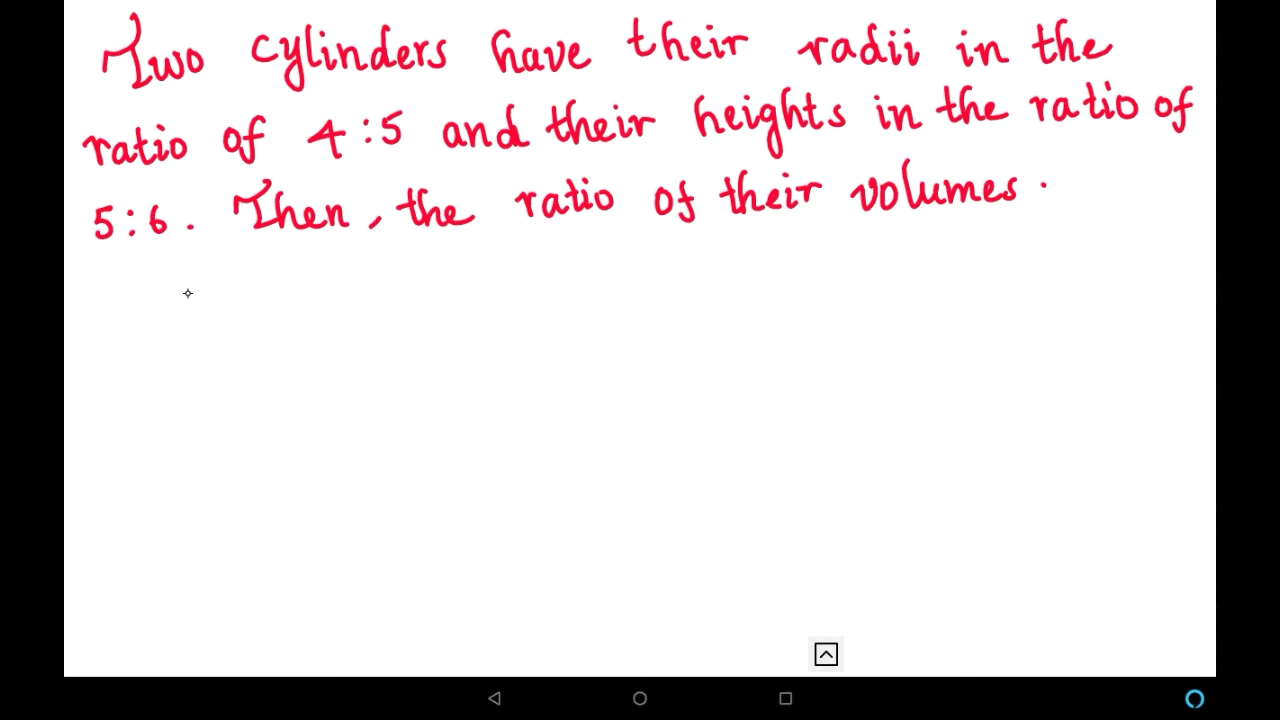 Two cylinders have their radii in the
ratio of 4:5 and their heights in the ratio of
5:6. Then, the ratio of their volumes.